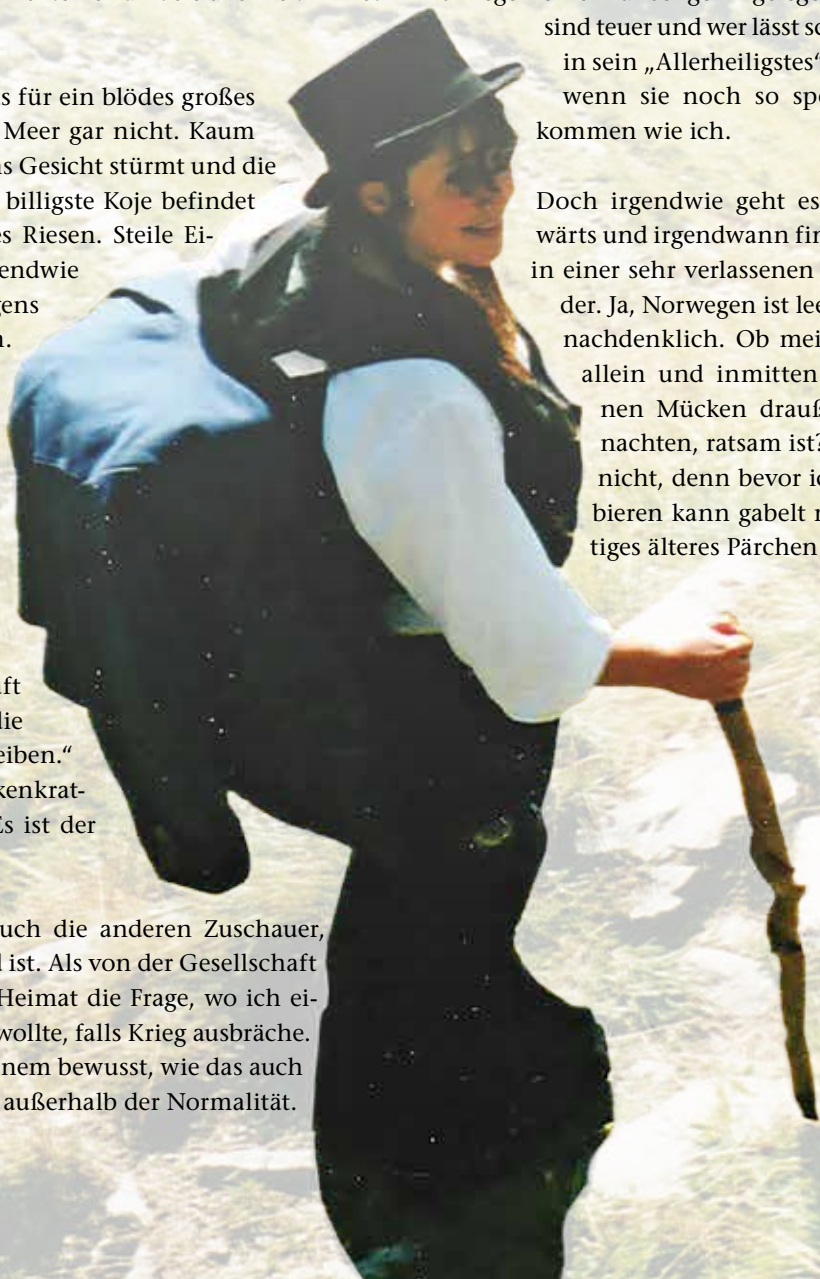 s für ein blödes großes
Meer gar nicht. Kaum
s Gesicht stürmt und die
billigste Koje befindet
es Riesen. Steile Ei-
endwie
gens
n.
ft
lie
eiben.“
kenkrat-
Es ist der
uch die anderen Zuschauer,
ist. Als von der Gesellschaft
Heimat die Frage, wo ich ei-
wollte, falls Krieg ausbräche.
nem bewusst, wie das auch
außerhalb der Normalität.
sind teuer und wer lässt sc
in sein „Allerheiligstes“
wenn sie noch so spe
kommen wie ich.
Doch irgendwie geht es
wärts und irgendwann fin
in einer sehr verlassenen
der. Ja, Norwegen ist lee
nachdenklich. Ob mei
allein und inmitten
nen Mücken drauß
nachten, ratsam ist?
nicht, denn bevor ic
bieren kann gabelt
tiges älteres Pärchen